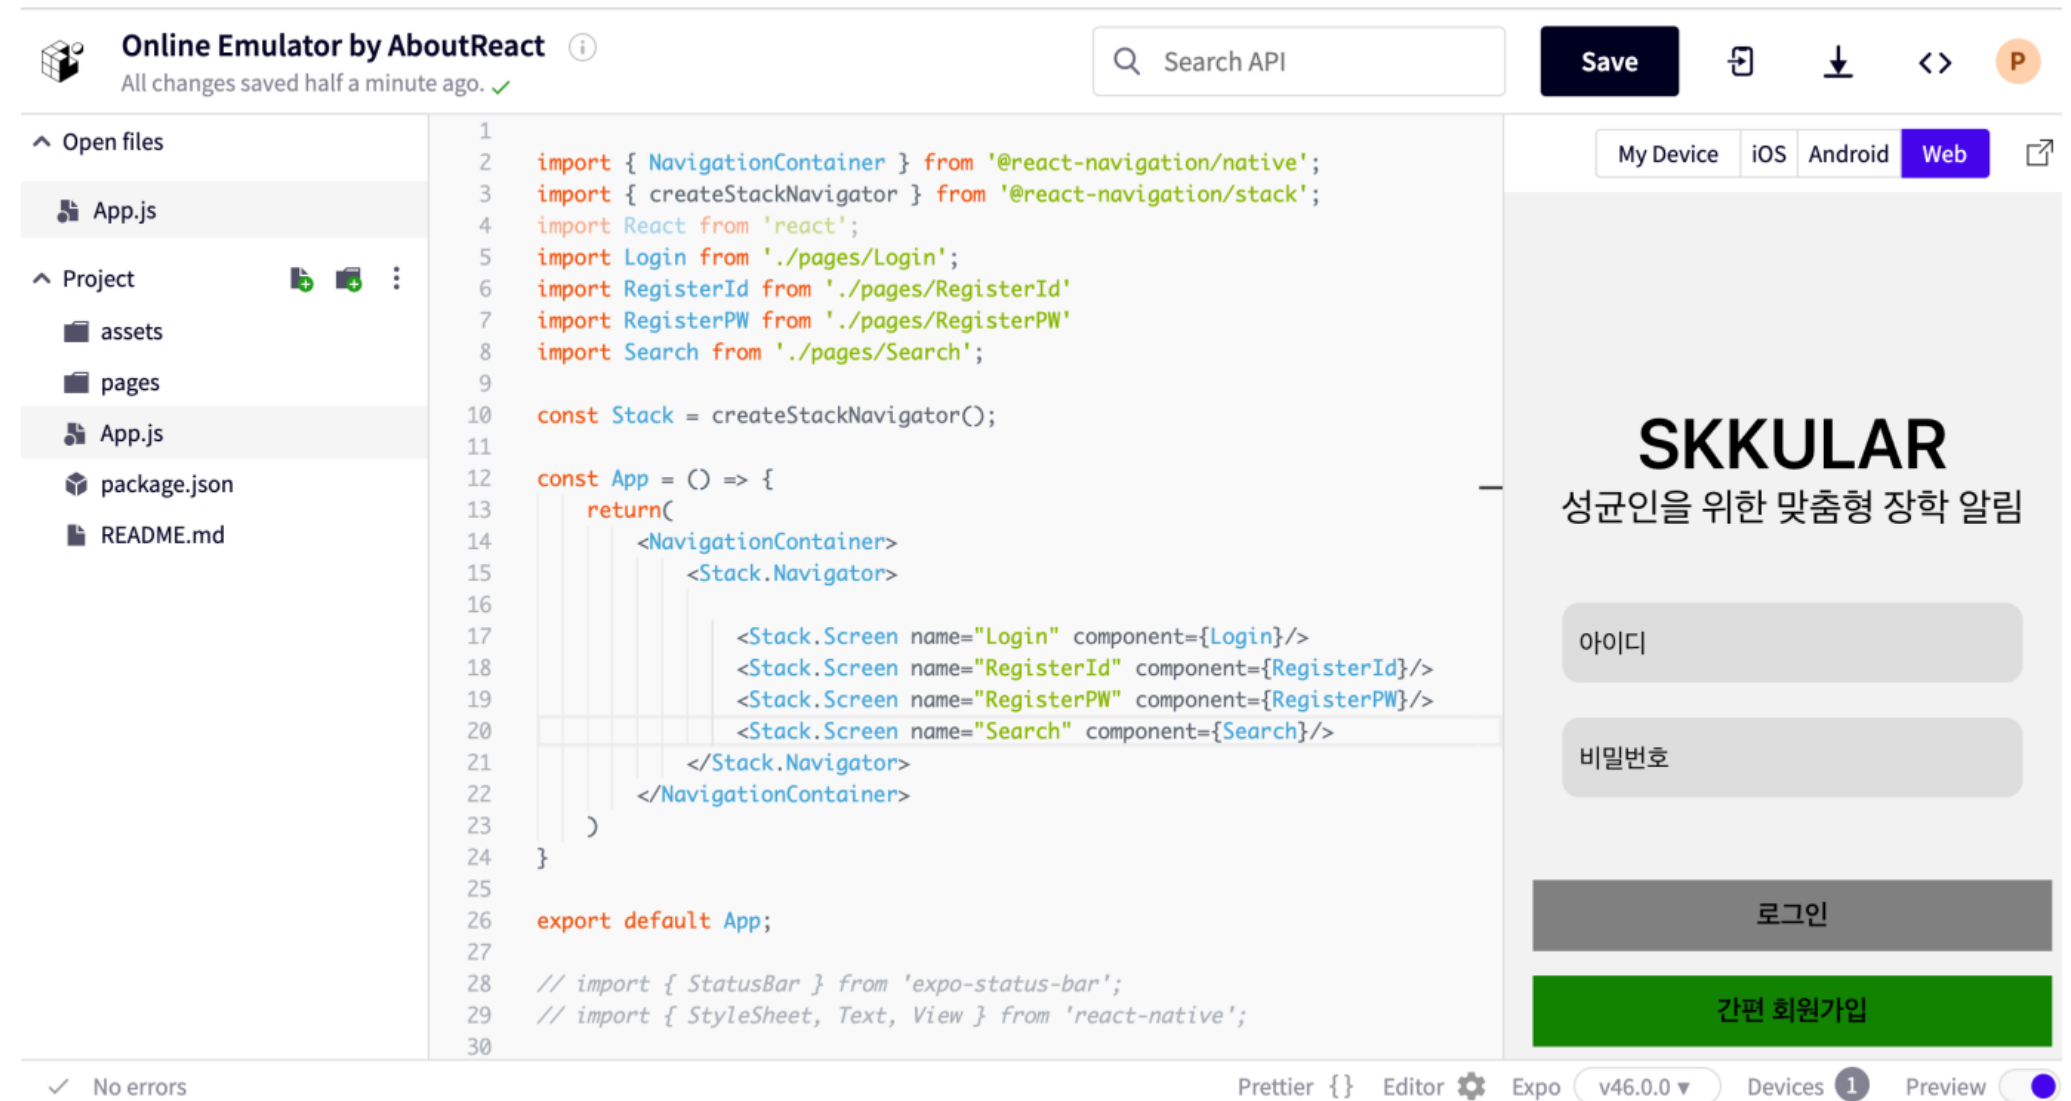 Online Emulator by AboutReact
All changes saved half a minute ago.
Search API
Save
P
Open files
App.js
Project
assets
pages
App.js
package.json
README.md
1
2 import { NavigationContainer } from '@react-navigation/native';
3 import { createStackNavigator } from '@react-navigation/stack';
4 import React from 'react';
5 import Login from './pages/Login';
6 import RegisterId from './pages/RegisterId'
7 import RegisterPW from './pages/RegisterPW'
8 import Search from './pages/Search';
9
10 const Stack = createStackNavigator();
11
12 const App = () => {
13 return(
14 <NavigationContainer>
15 <Stack.Navigator>
16
17 <Stack.Screen name="Login" component={Login}/>
18 <Stack.Screen name="RegisterId" component={RegisterId}/>
19 <Stack.Screen name="RegisterPW" component={RegisterPW}/>
20 <Stack.Screen name="Search" component={Search}/>
21 </Stack.Navigator>
22 </NavigationContainer>
23 )
24 }
25
26 export default App;
27
28 // import { StatusBar } from 'expo-status-bar';
29 // import { StyleSheet, Text, View } from 'react-native';
30
My Device iOS Android Web
SKKULAR
성균인을 위한 맞춤형 장학 알림
아이디
비밀번호
로그인
간편 회원가입
No errors
Prettier {} Editor Expo v46.0.0 ▾ Devices 1 Preview